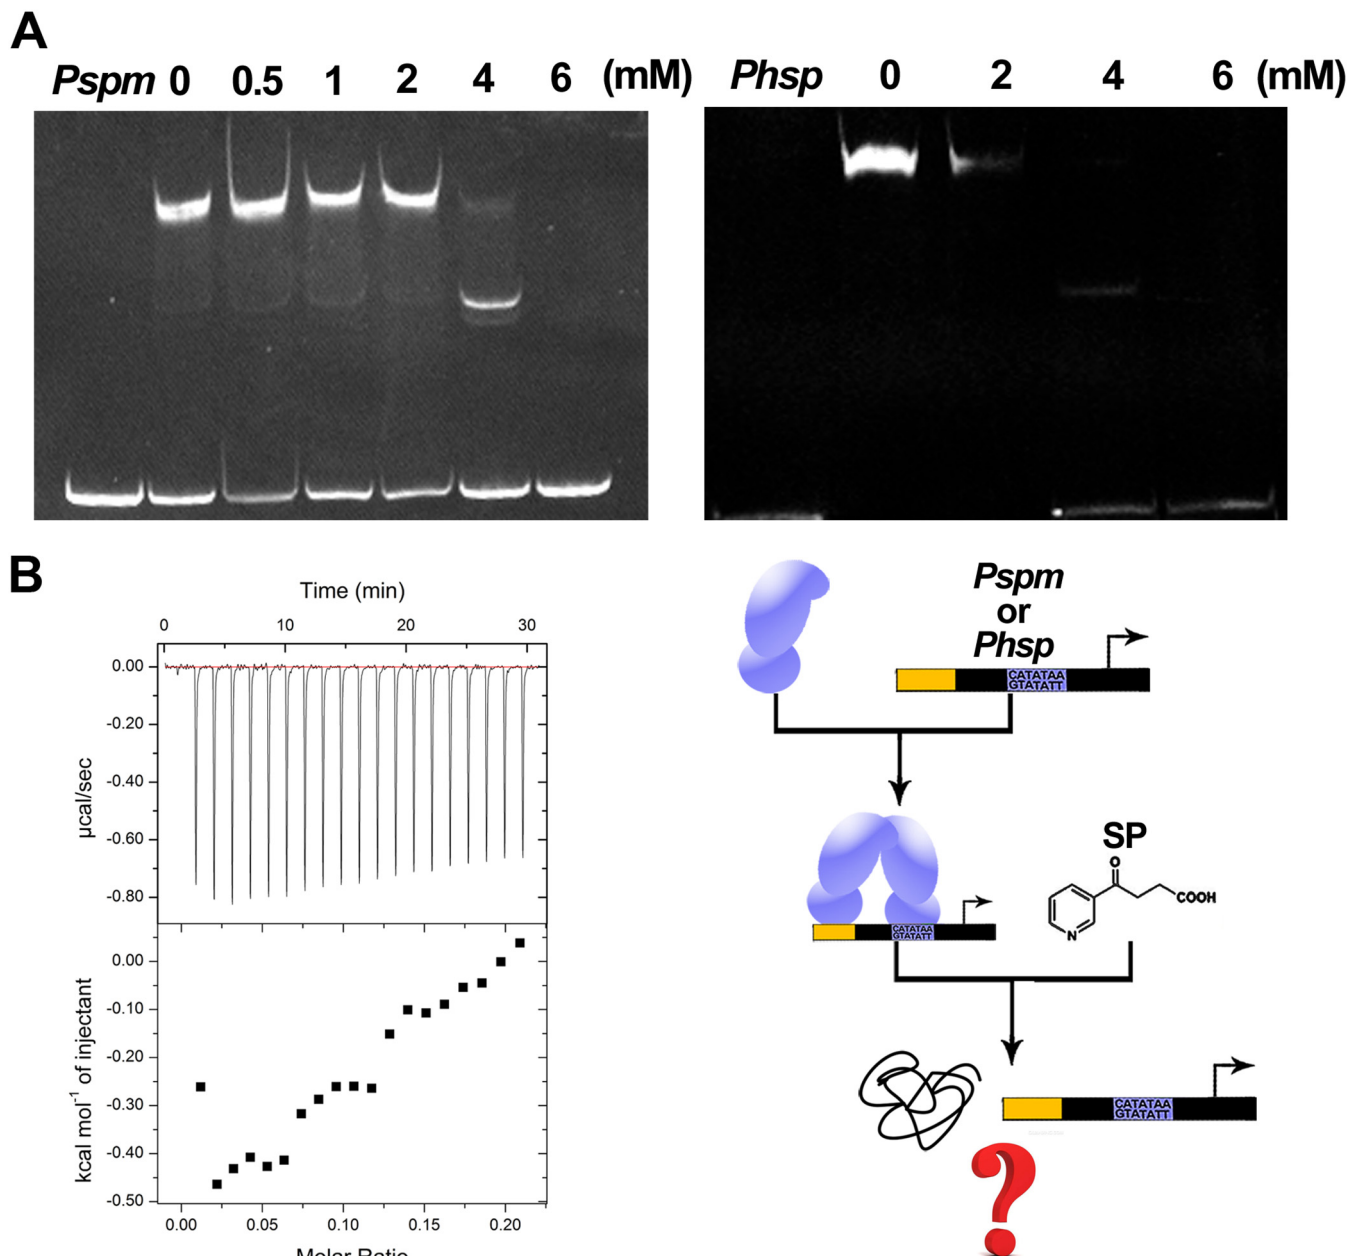 A
Pspm 0 0.5 1 2 4 6 (mM)
Phsp 0 2 4 6 (mM)
B
Time (min)
0 10 20 30
0.00
-0.20
-0.40
-0.60
-0.80
µcal/sec
0.00
-0.10
-0.20
-0.30
-0.40
-0.50
kcal mol-1 of injectant
0.00 0.05 0.10 0.15 0.20
Molar Ratio
Pspm
or
Phsp
CATATAA
GTATATT
SP
O
COOH
N
CATATAA
GTATATT
CATATAA
GTATATT
?